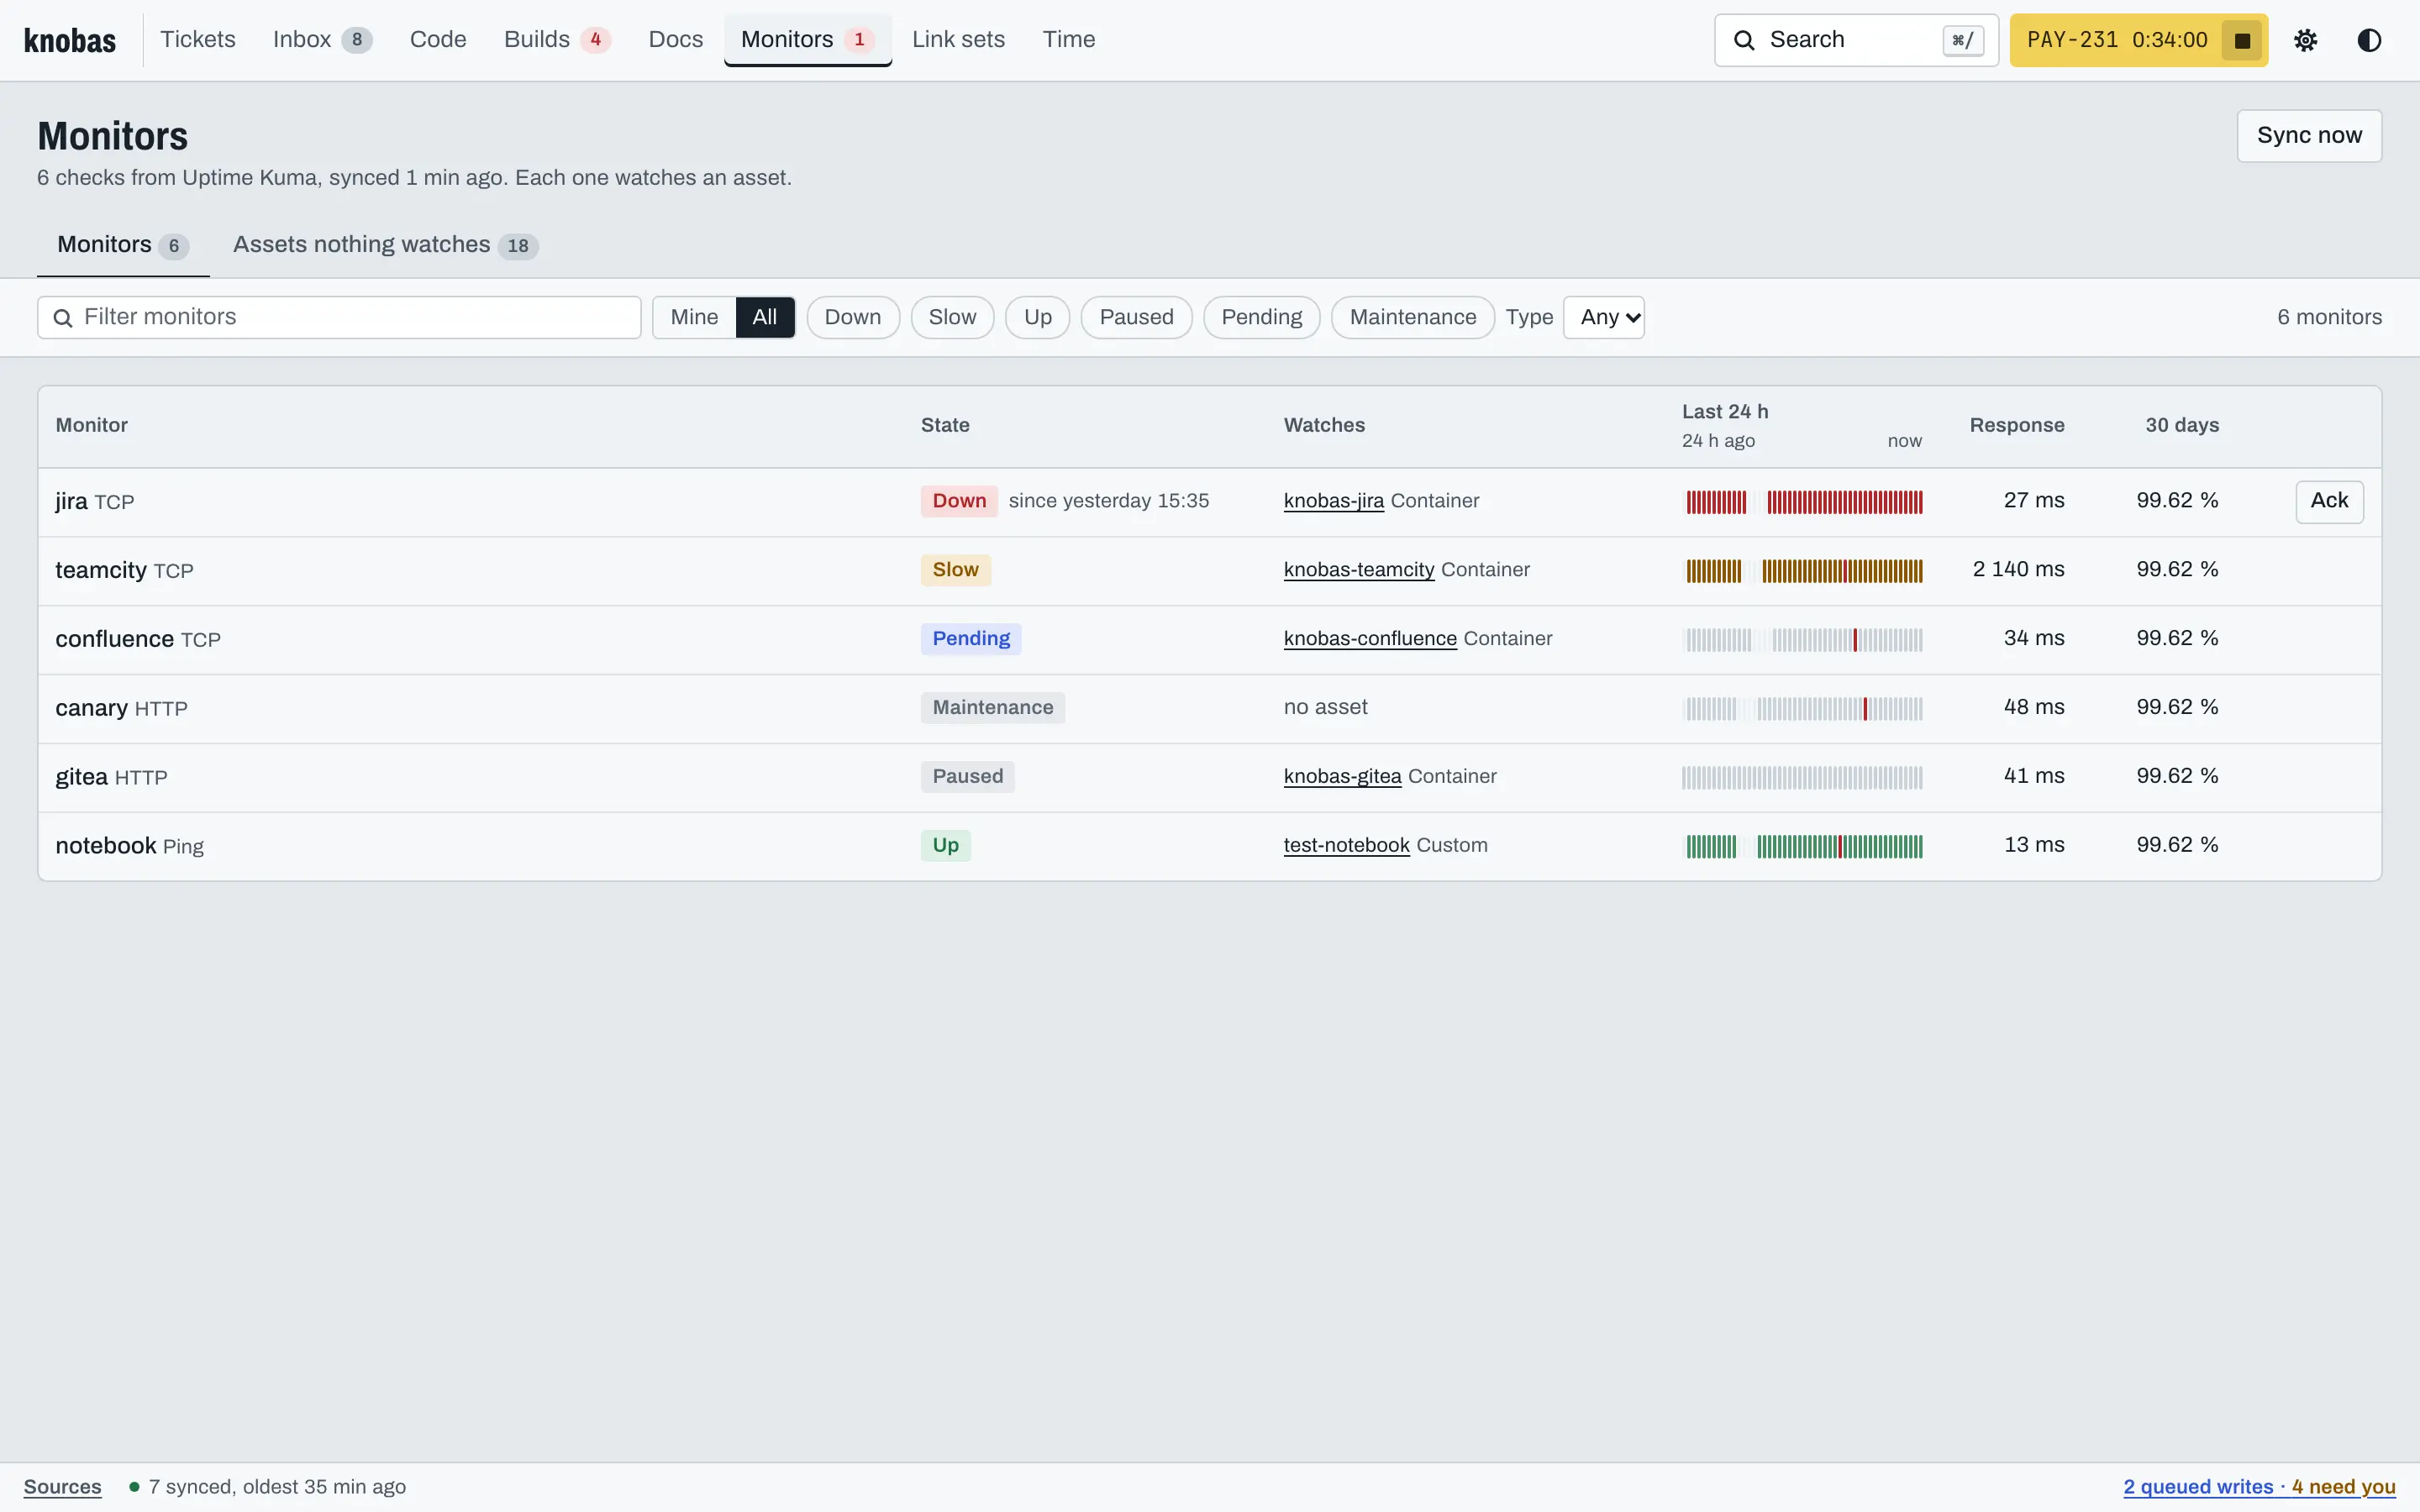 knobas Tickets Inbox 8 Code Builds 4 Docs Monitors 1 Link sets Time Search ⌘/ PAY-231 0:34:00
Monitors
Sync now
6 checks from Uptime Kuma, synced 1 min ago. Each one watches an asset.
Monitors 6 Assets nothing watches 18
Filter monitors Mine All Down Slow Up Paused Pending Maintenance Type Any 6 monitors
Monitor State Watches Last 24 h Response 30 days
24 h ago now
jira TCP Down since yesterday 15:35 knobas-jira Container 27 ms 99.62 % Ack
teamcity TCP Slow knobas-teamcity Container 2 140 ms 99.62 %
confluence TCP Pending knobas-confluence Container 34 ms 99.62 %
canary HTTP Maintenance no asset 48 ms 99.62 %
gitea HTTP Paused knobas-gitea Container 41 ms 99.62 %
notebook Ping Up test-notebook Custom 13 ms 99.62 %
Sources 7 synced, oldest 35 min ago 2 queued writes · 4 need you